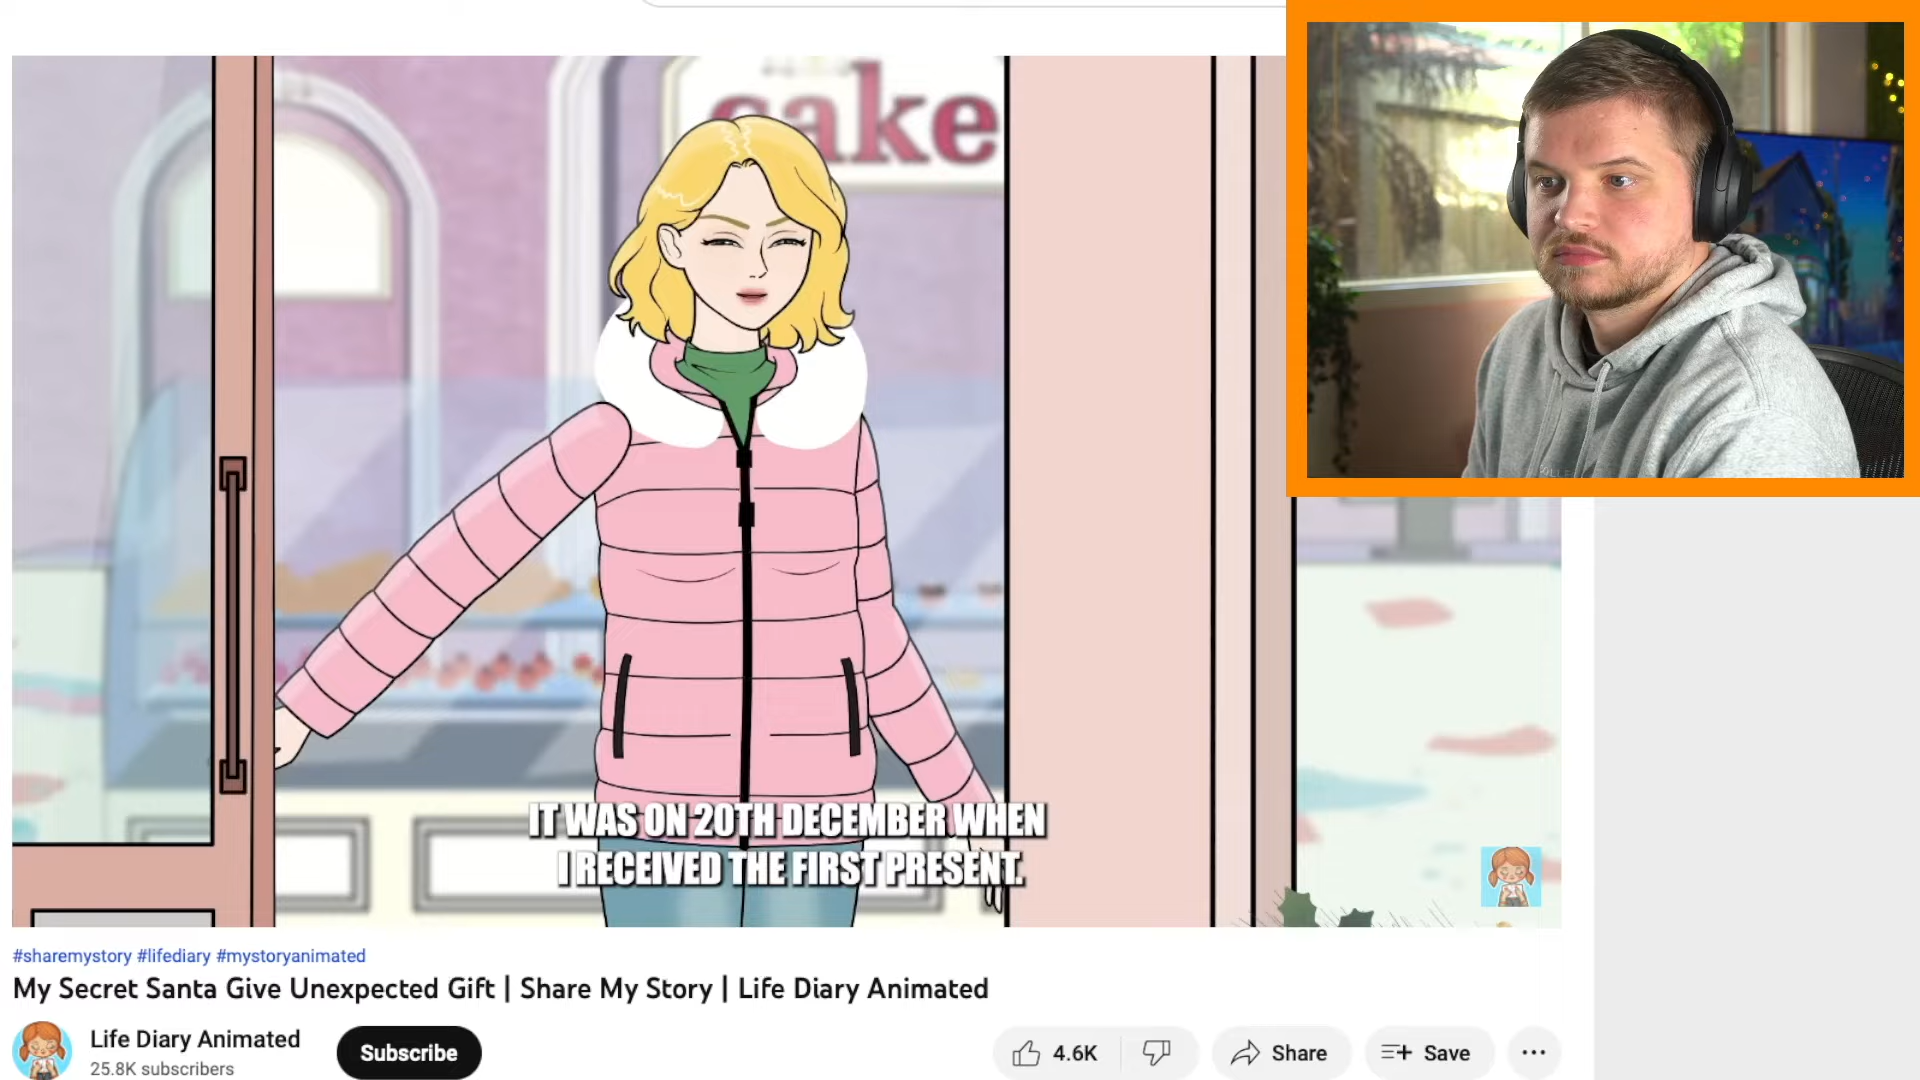 cake
IT WAS ON 20TH DECEMBER WHEN
I RECEIVED THE FIRST PRESENT.
#sharemystory #lifediary #mystoryanimated
My Secret Santa Give Unexpected Gift | Share My Story | Life Diary Animated
Life Diary Animated
25.8K subscribers
Subscribe
4.6K
Share
Save